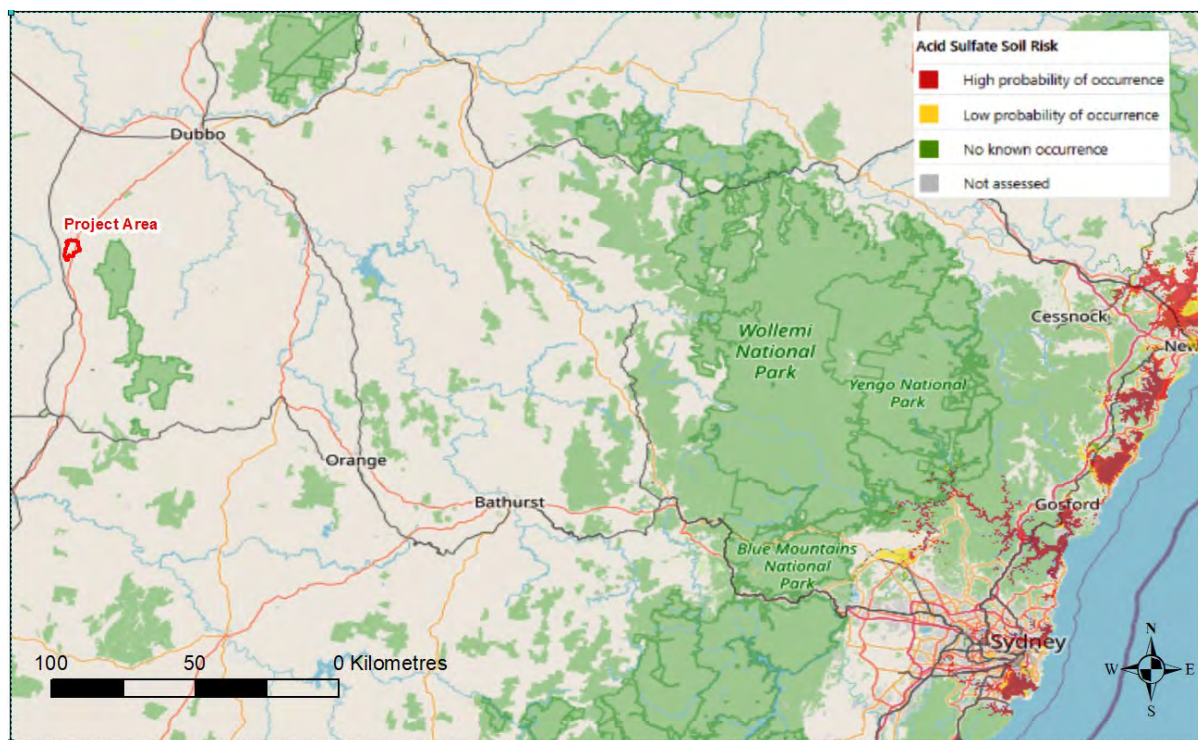 Acid Sulfate Soil Risk
High probability of occurrence
Low probability of occurrence
No known occurrence
Not assessed
Dubbo
Project Area
Cessnock
New
Wollemi
National
Park
Yengo National
Park
Orange
Bathurst
Gosford
Blue Mountains
National
Park
Sydney
100 50 0 Kilometres
N
W E
S